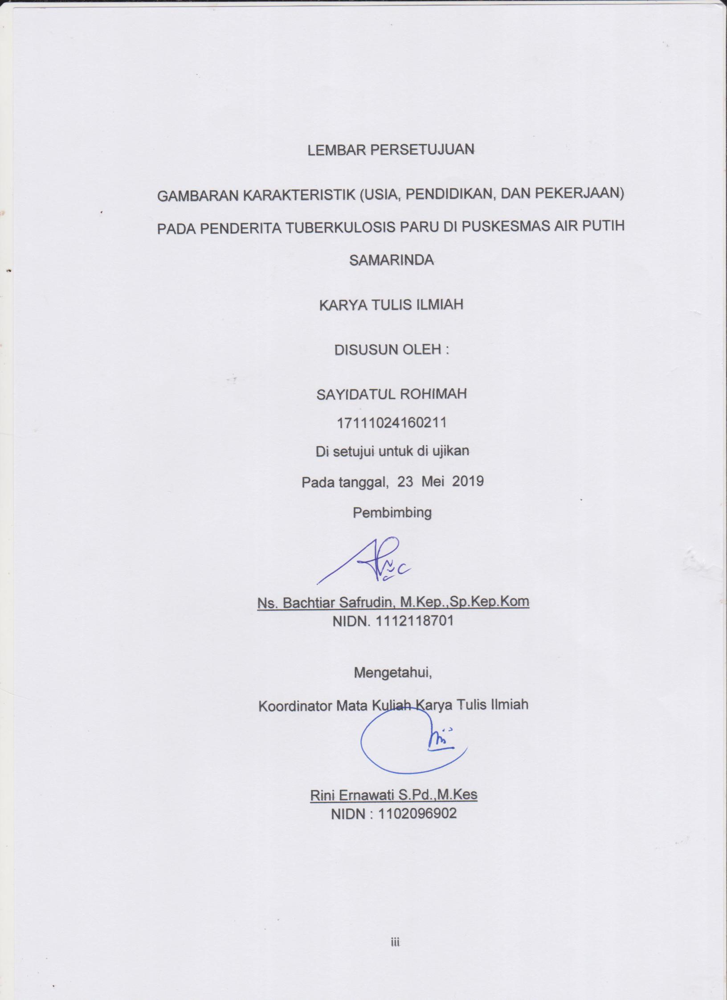 LEMBAR PERSETUJUAN
GAMBARAN KARAKTERISTIK (USIA, PENDIDIKAN, DAN PEKERJAAN)
PADA PENDERITA TUBERKULOSIS PARU DI PUSKESMAS AIR PUTIH
SAMARINDA
KARYA TULIS ILMIAH
DISUSUN OLEH :
SAYIDATUL ROHIMAH
17111024160211
Di setujui untuk di ujikan
Pada tanggal, 23 Mei 2019
Pembimbing
Ns. Bachtiar Safrudin, M.Kep.,Sp.Kep.Kom
NIDN. 1112118701
Mengetahui,
Koordinator Mata Kuliah Karya Tulis Ilmiah
Rini Ernawati S.Pd.,M.Kes
NIDN : 1102096902
iii